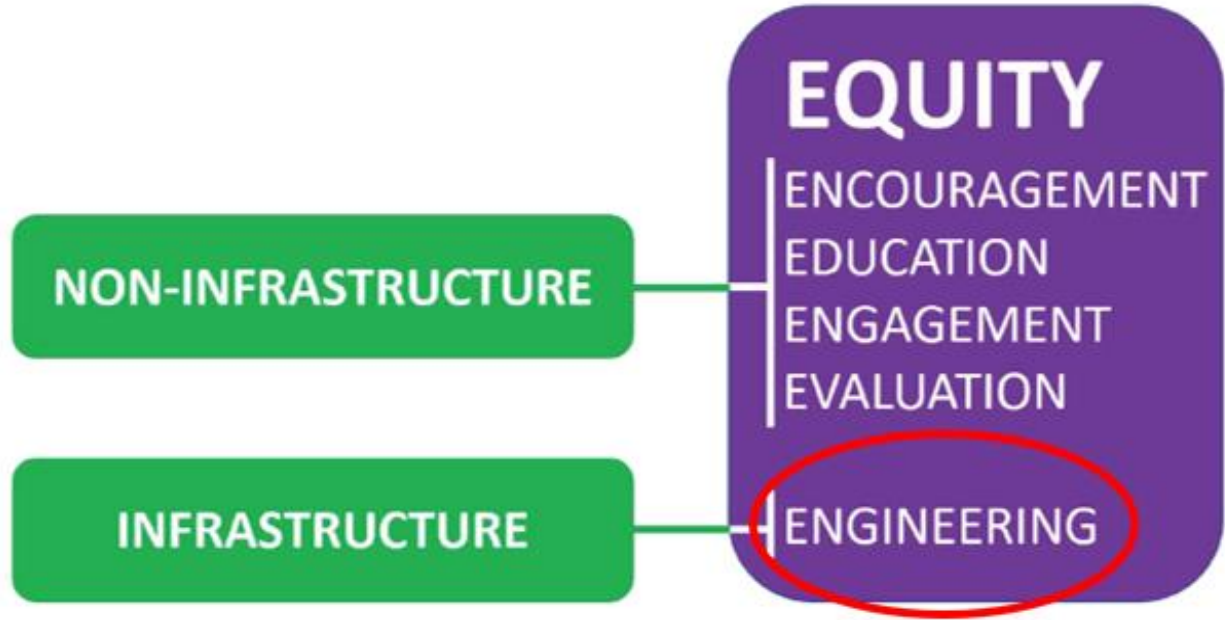 EQUITY
ENCOURAGEMENT
EDUCATION
ENGAGEMENT
EVALUATION
NON-INFRASTRUCTURE
INFRASTRUCTURE
ENGINEERING